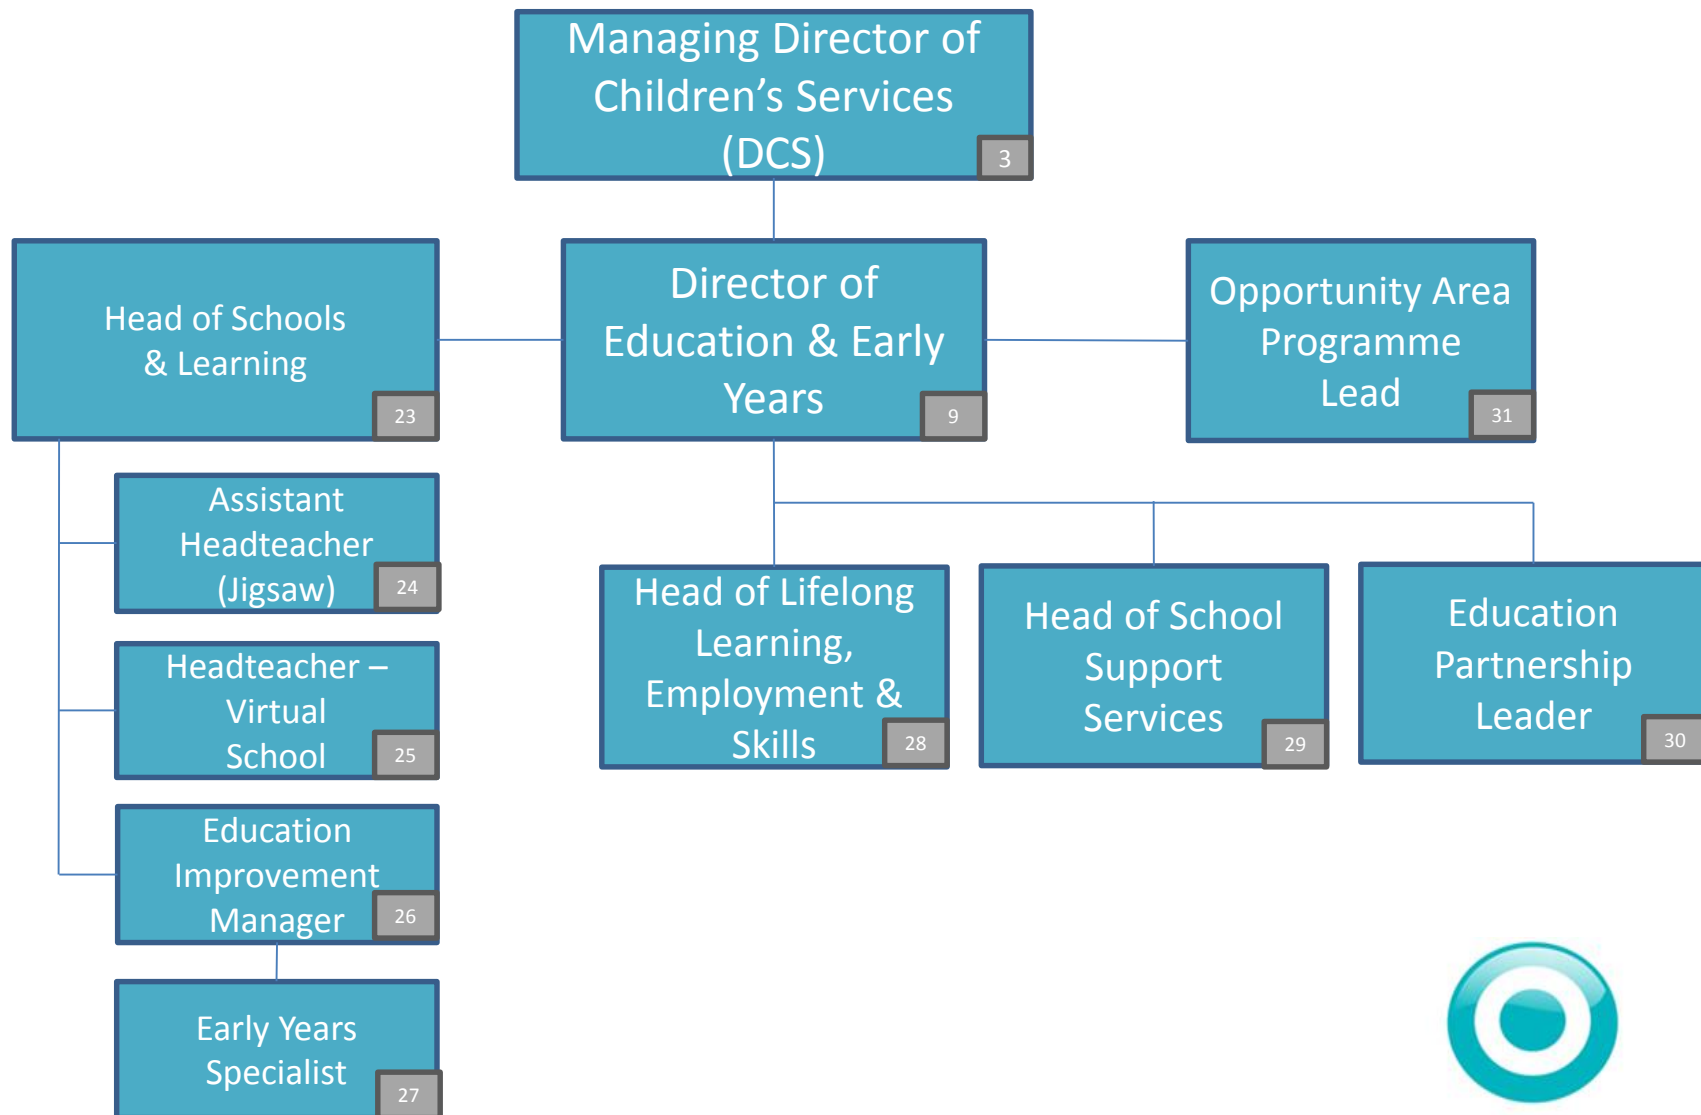 Managing Director of
Children’s Services
(DCS)
3
Head of Schools
& Learning
23
Director of
Education & Early
Years
9
Opportunity Area
Programme
Lead
31
Assistant
Headteacher
(Jigsaw)
24
Headteacher –
Virtual
School
25
Education
Improvement
Manager
26
Early Years
Specialist
27
Head of Lifelong
Learning,
Employment &
Skills
28
Head of School
Support
Services
29
Education
Partnership
Leader
30